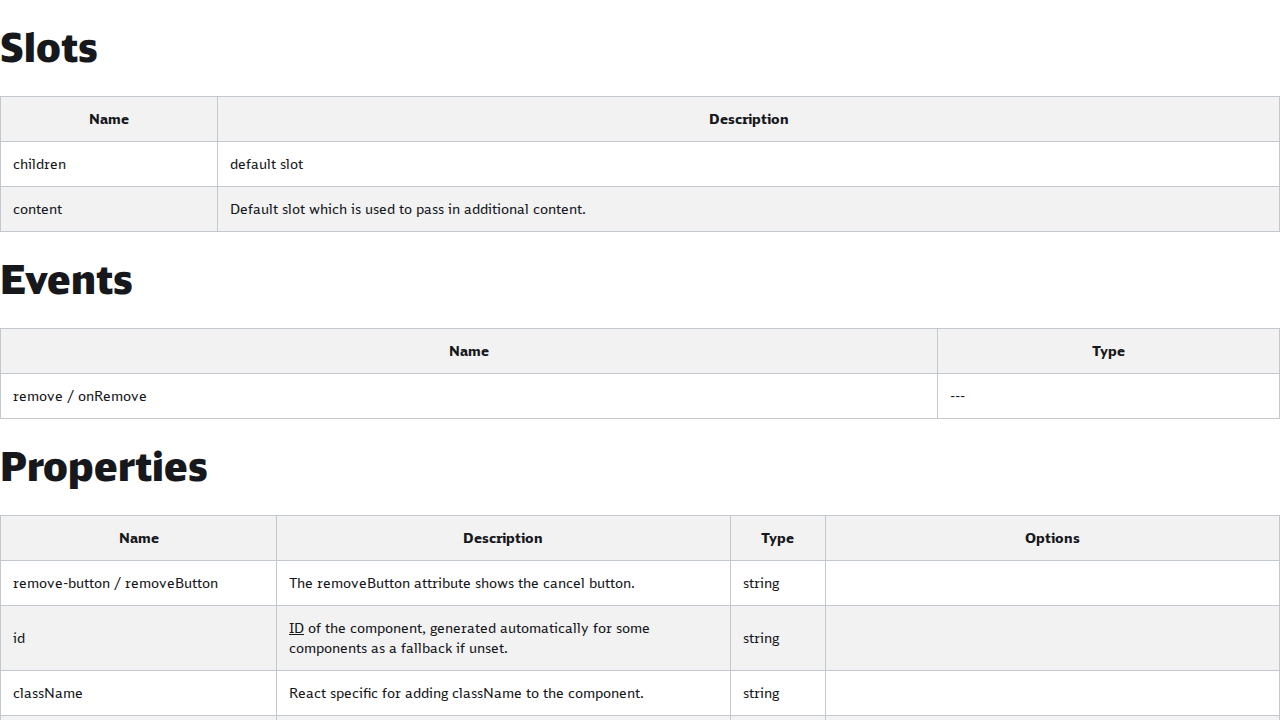 Slots
Name Description
children default slot
content Default slot which is used to pass in additional content.
Events
Name Type
remove / onRemove ---
Properties
Name Description Type Options
remove-button / removeButton The removeButton attribute shows the cancel button. string
id ID of the component, generated automatically for some components as a fallback if unset. string
className React specific for adding className to the component. string